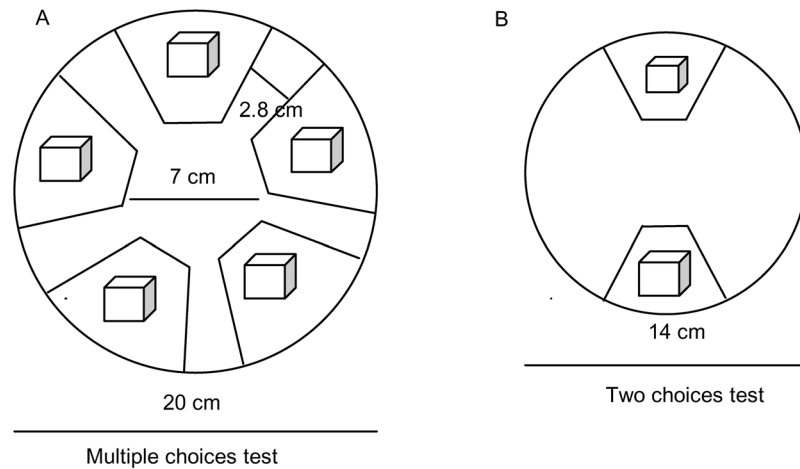 A
2.8 cm
7 cm
20 cm
Multiple choices test
B
14 cm
Two choices test